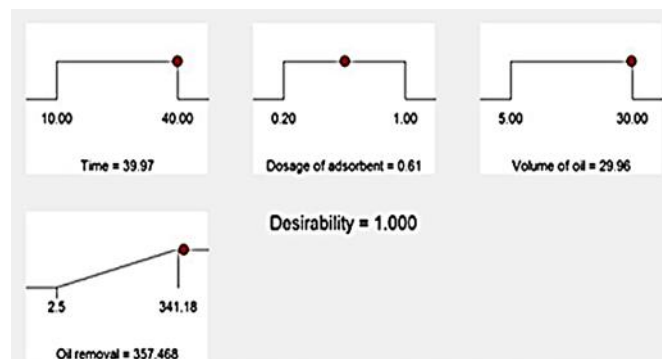 10.00 40.00
Time = 39.97
0.20 1.00
Dosage of adsorbent = 0.61
5.00 30.00
Volume of oil = 29.96
2.5 341.18
Oil removal = 357.468
Desirability = 1.000